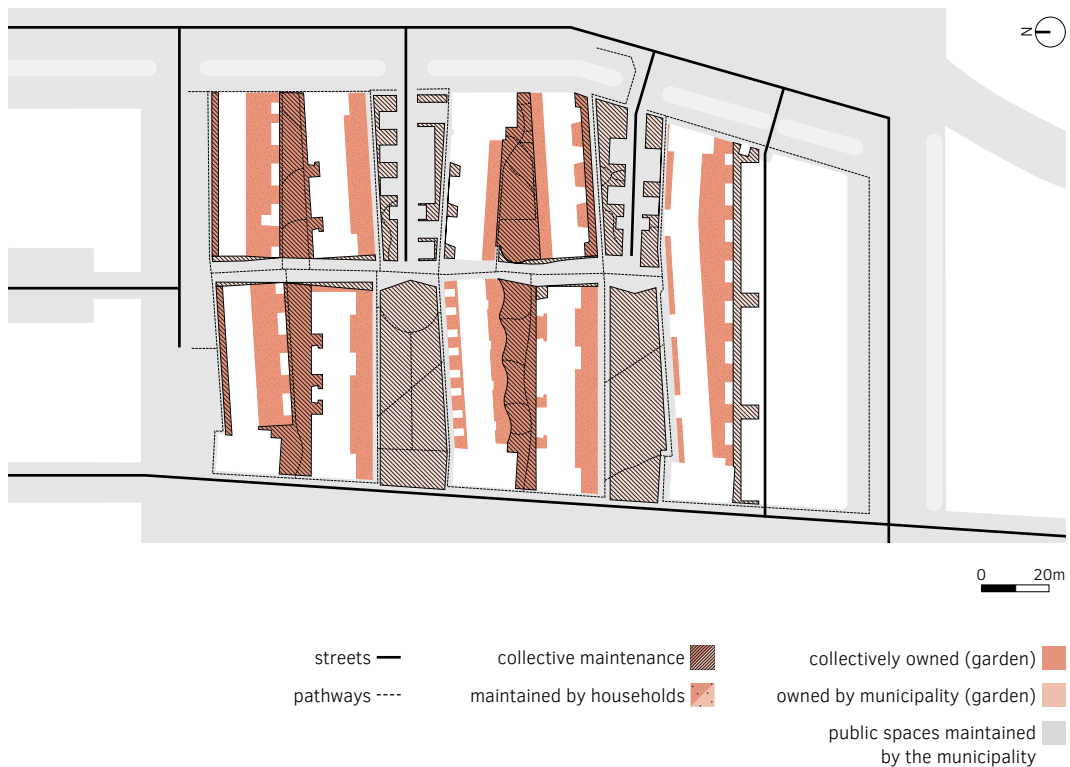 N
0 20m
streets
pathways
collective maintenance
maintained by households
collectively owned (garden)
owned by municipality (garden)
public spaces maintained
by the municipality